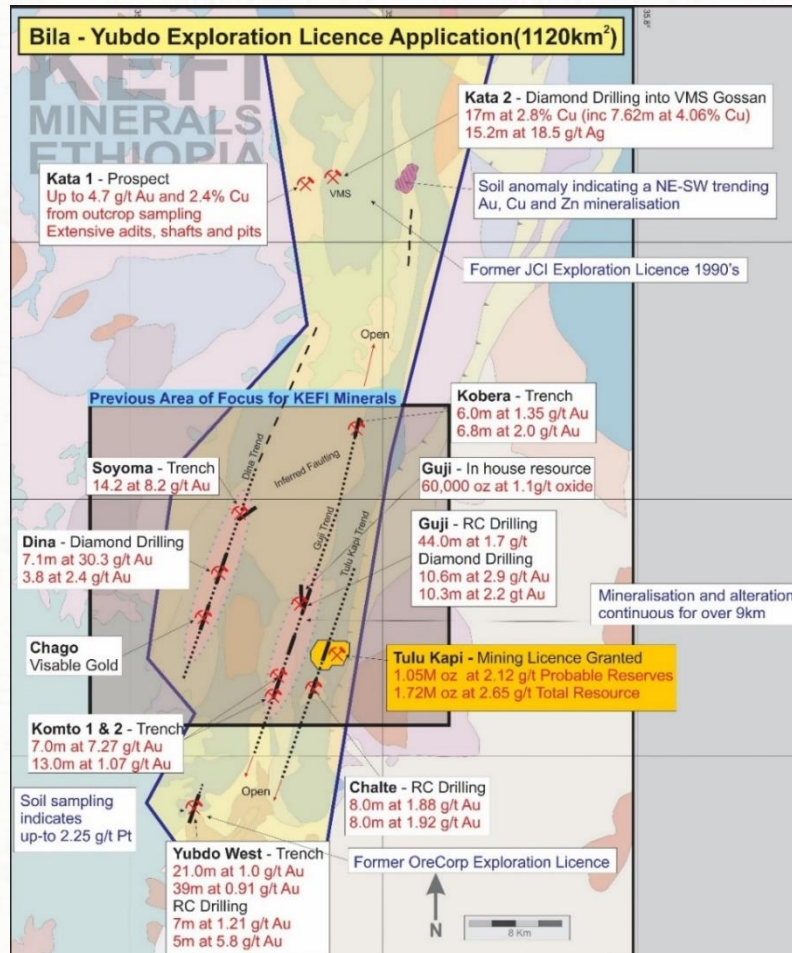 Bila - Yubdo Exploration Licence Application(1120km²)
KEFI
MINERALS
ETHIOPIA
35.8°
Kata 2 - Diamond Drilling into VMS Gossan
17m at 2.8% Cu (inc 7.62m at 4.06% Cu)
15.2m at 18.5 g/t Ag
Kata 1 - Prospect
Up to 4.7 g/t Au and 2.4% Cu
from outcrop sampling
Extensive adits, shafts and pits
VMS
Soil anomaly indicating a NE-SW trending
Au, Cu and Zn mineralisation
Former JCI Exploration Licence 1990's
Open
Previous Area of Focus for KEFI Minerals
Kobera - Trench
6.0m at 1.35 g/t Au
6.8m at 2.0 g/t Au
Dina Trend
Inferred Faulting
Soyoma - Trench
14.2 at 8.2 g/t Au
Guji - In house resource
60,000 oz at 1.1g/t oxide
Guji Trend
Tulu Kapi Trend
Guji - RC Drilling
44.0m at 1.7 g/t
Diamond Drilling
10.6m at 2.9 g/t Au
10.3m at 2.2 gt Au
Dina - Diamond Drilling
7.1m at 30.3 g/t Au
3.8 at 2.4 g/t Au
Mineralisation and alteration
continuous for over 9km
Chago
Visable Gold
Tulu Kapi - Mining Licence Granted
1.05M oz at 2.12 g/t Probable Reserves
1.72M oz at 2.65 g/t Total Resource
Komto 1 & 2 - Trench
7.0m at 7.27 g/t Au
13.0m at 1.07 g/t Au
Chalte - RC Drilling
8.0m at 1.88 g/t Au
8.0m at 1.92 g/t Au
Open
Soil sampling
indicates
up-to 2.25 g/t Pt
Yubdo West - Trench
21.0m at 1.0 g/t Au
39m at 0.91 g/t Au
RC Drilling
7m at 1.21 g/t Au
5m at 5.8 g/t Au
Former OreCorp Exploration Licence
N
8 Km